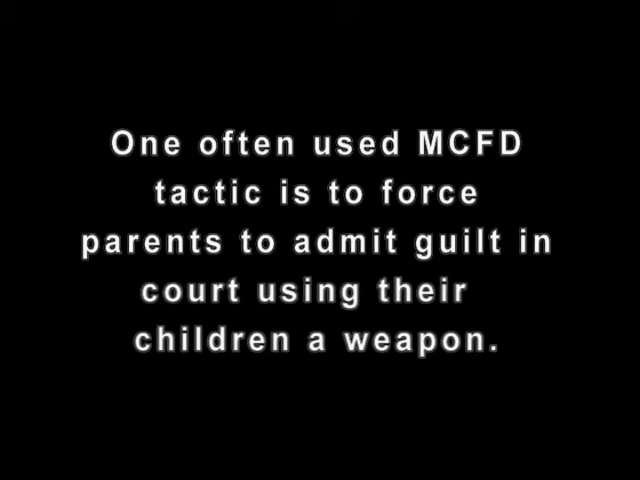 One often used MCFD
tactic is to force
parents to admit guilt in
court using their
children a weapon.